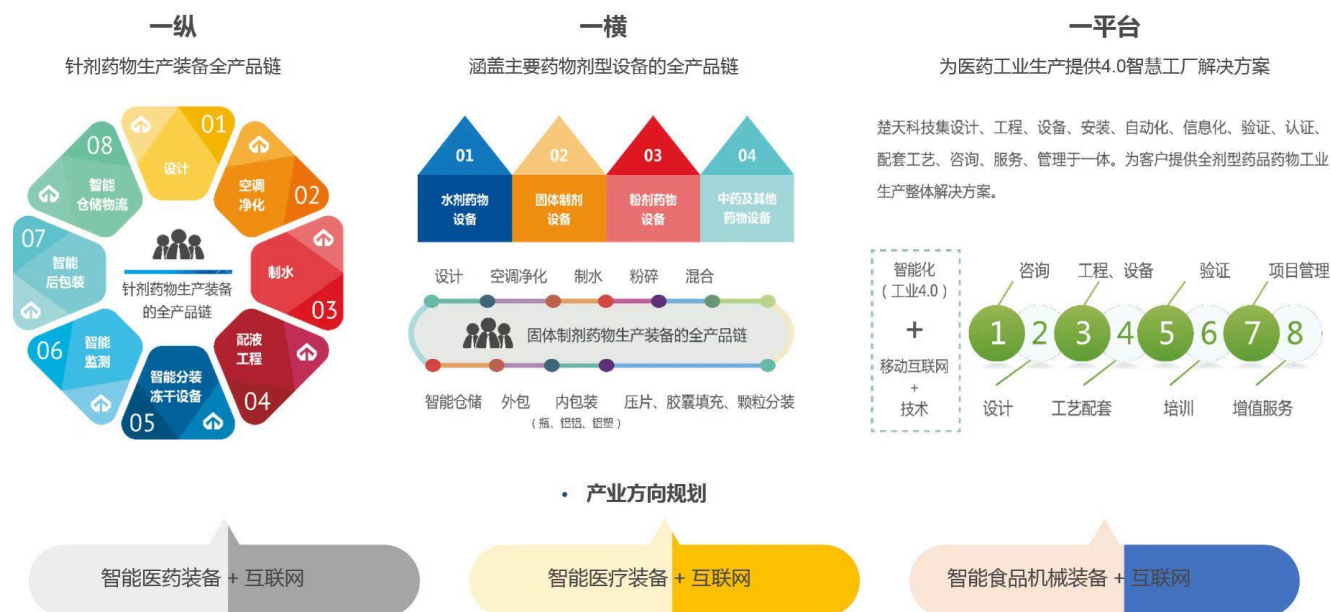 一纵
针剂药物生产装备全产品链
01
设计
02
空调
净化
03
制水
04
配液
工程
05
智能分装
冻干设备
06
智能
监测
07
智能
后包装
08
智能
仓储物流
针剂药物生产装备
的全产品链
一横
涵盖主要药物剂型设备的全产品链
01 02 03 04
水剂药物
设备
固体制剂
设备
粉剂药物
设备
中药及其他
药物设备
设计 空调净化 制水 粉碎 混合
固体制剂药物生产装备的全产品链
智能仓储 外包 内包装 压片、胶囊填充、颗粒分装
（瓶、铝铝、铝塑）
一平台
为医药工业生产提供4.0智慧工厂解决方案
楚天科技集设计、工程、设备、安装、自动化、信息化、验证、认证、
配套工艺、咨询、服务、管理于一体。为客户提供全剂型药品药物工业
生产整体解决方案。
智能化
（工业4.0）
+
移动互联网
+
技术
咨询 工程、设备 验证 项目管理
1 2 3 4 5 6 7 8
设计 工艺配套 培训 增值服务
• 产业方向规划
智能医药装备 + 互联网
智能医疗装备 + 互联网
智能食品机械装备 + 互联网